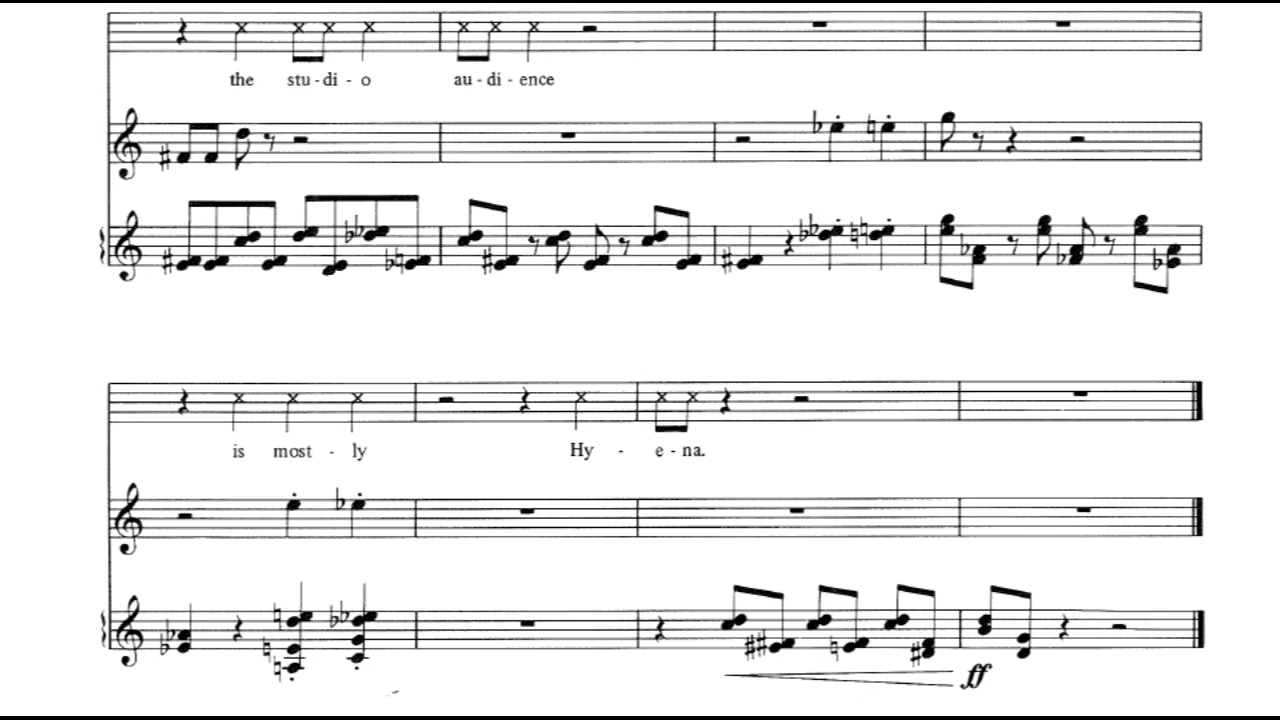 the stu - di - o au - di - ence
is most - ly Hy - e - na.
ff